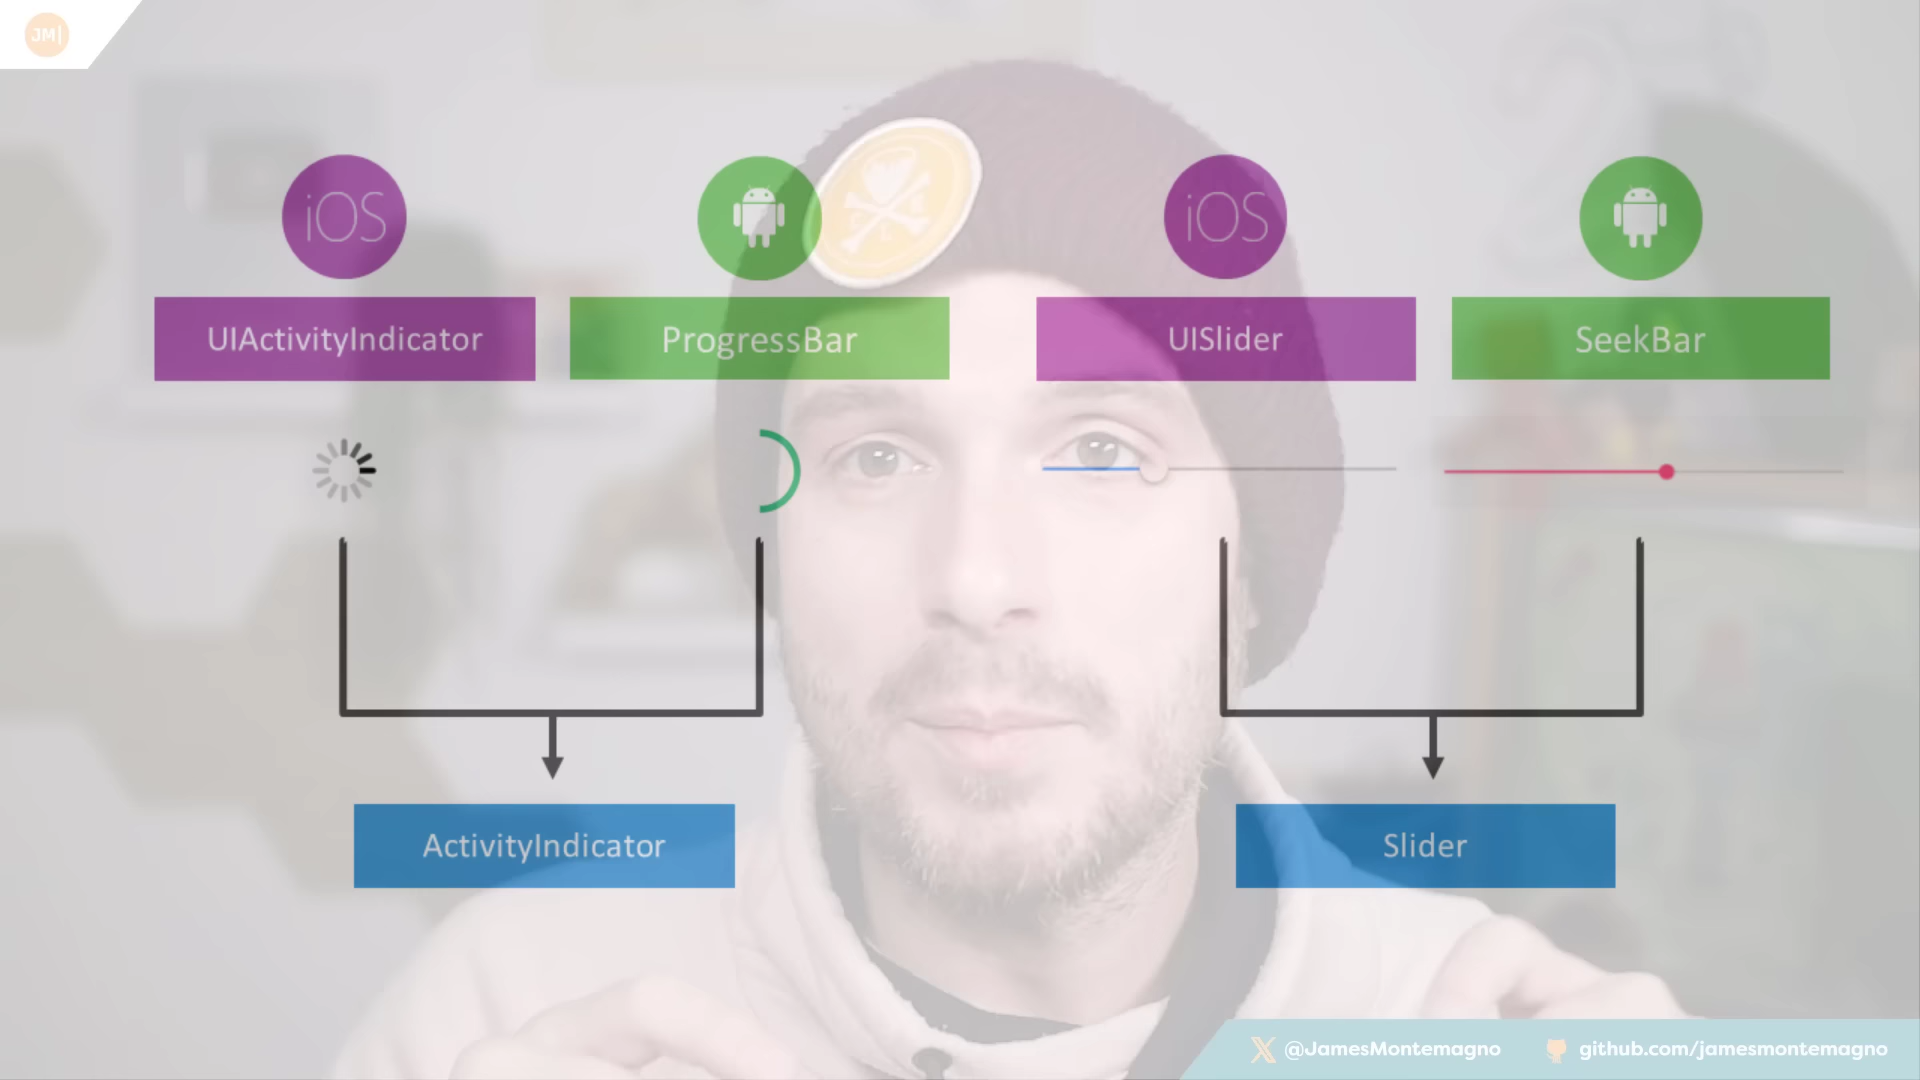 JM|
iOS
iOS
UIActivityIndicator
ProgressBar
UISlider
SeekBar
ActivityIndicator
Slider
@JamesMontemagno
github.com/jamesmontemagno